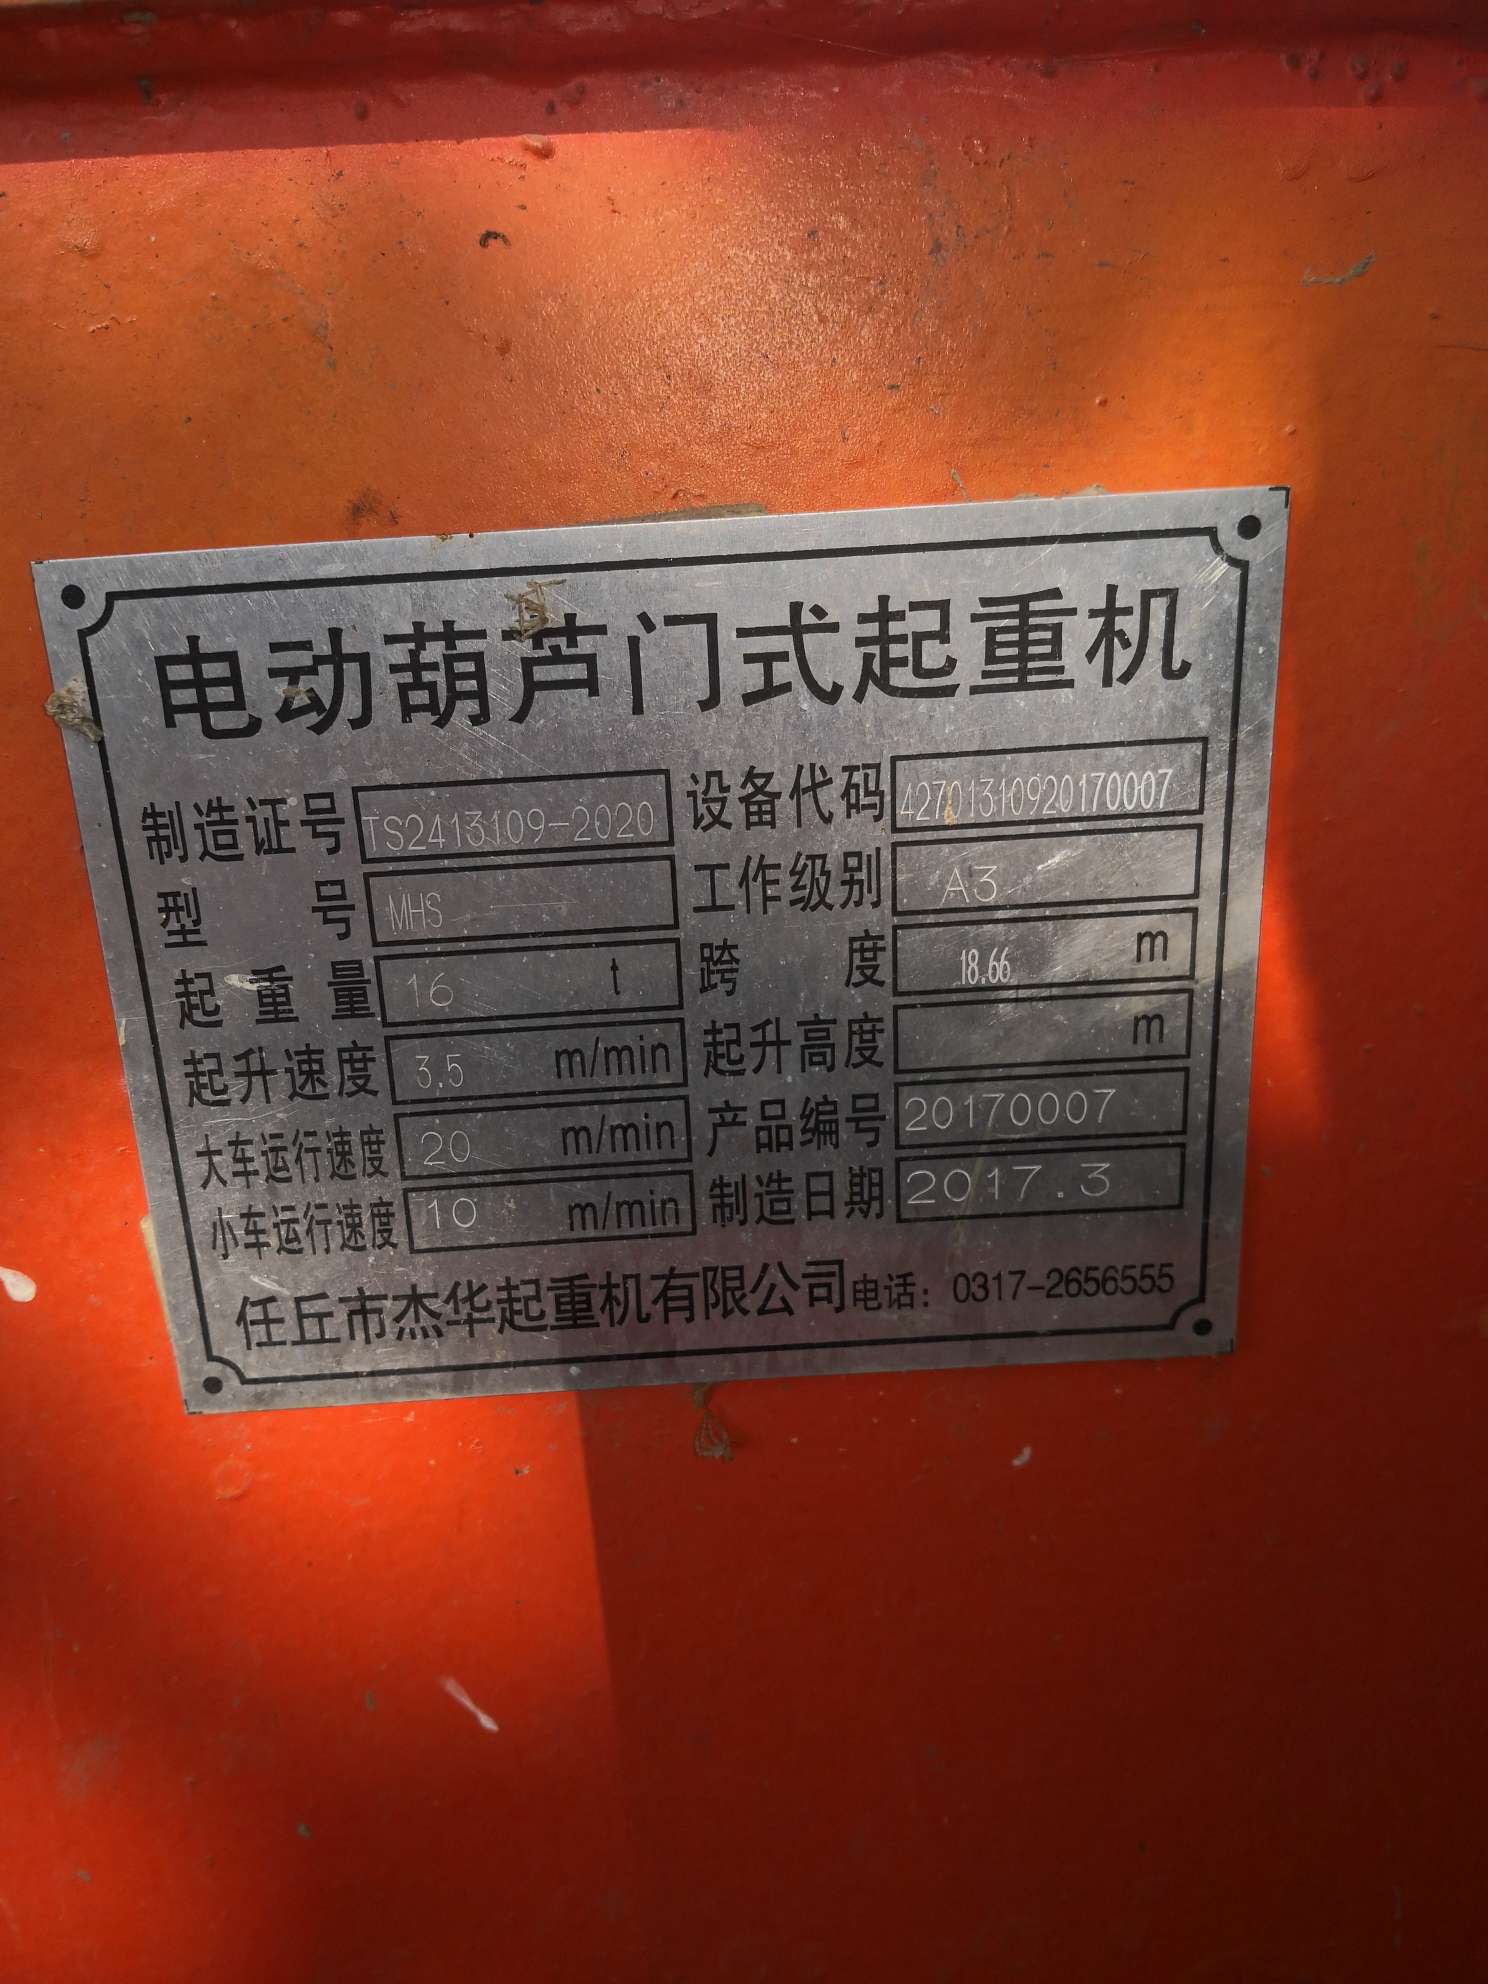 电动葫芦门式起重机
制造证号 TS2413109-2020 设备代码 42701310920170007
型号 MHS 工作级别 A3
起重量 16 t 跨度 18.66 m
起升速度 3.5 m/min 起升高度 m
大车运行速度 20 m/min 产品编号 20170007
小车运行速度 10 m/min 制造日期 2017.3
任丘市杰华起重机有限公司 电话：0317-2656555